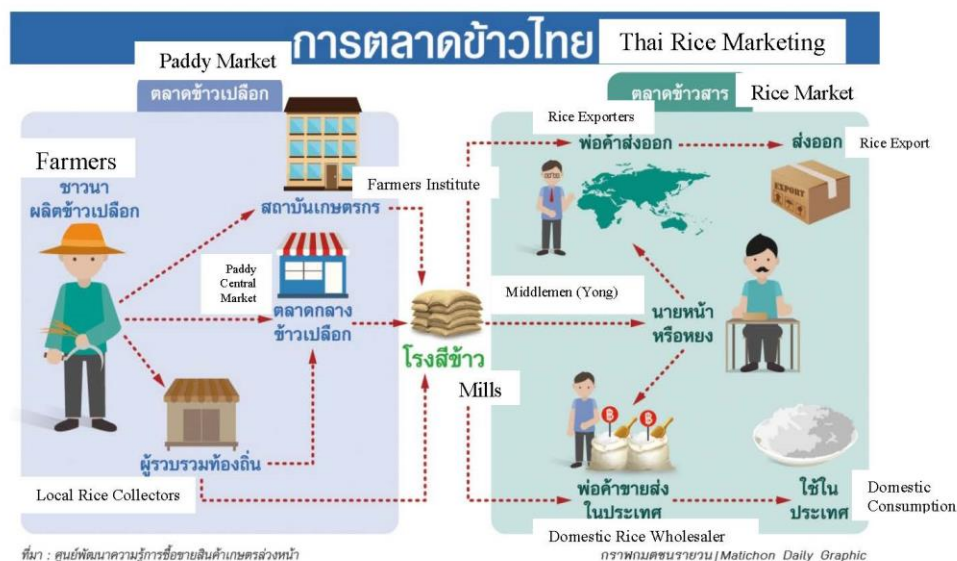 การตลาดข้าวไทย
Thai Rice Marketing
Paddy Market
ตลาดข้าวเปลือก
ตลาดข้าวสาร
Rice Market
Farmers
ชาวนา
ผลิตข้าวเปลือก
Farmers Institute
สถาบันเกษตรกร
Paddy
Central
Market
ตลาดกลาง
ข้าวเปลือก
ผู้รวบรวมท้องถิ่น
Local Rice Collectors
โรงสีข้าว
Mills
Rice Exporters
พ่อค้าส่งออก
ส่งออก
Rice Export
EXPORT
Middlemen (Yong)
นายหน้า
หรือหยง
฿
฿
พ่อค้าขายส่ง
ในประเทศ
Domestic Rice Wholesaler
ใช้ใน
ประเทศ
Domestic
Consumption
ที่มา : ศูนย์พัฒนาความรู้การซื้อขายสินค้าเกษตรล่วงหน้า
กราฟิกมติชนรายวัน|Matichon Daily Graphic